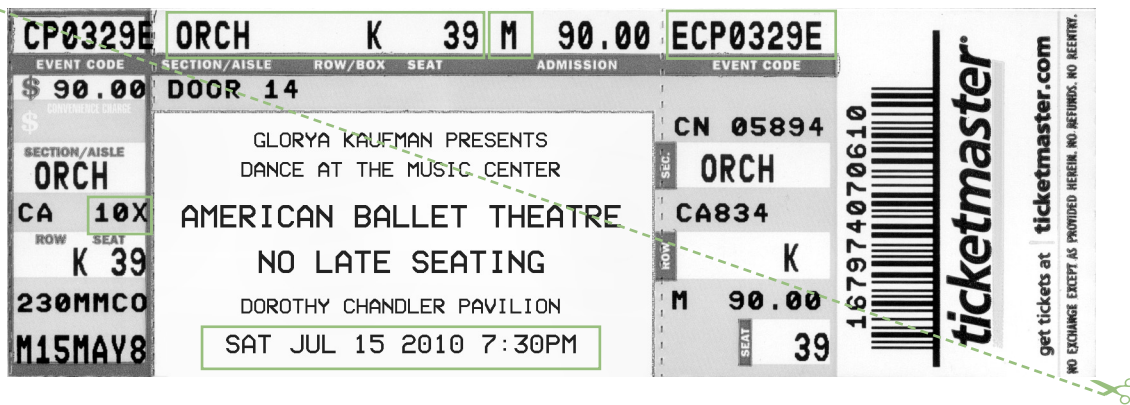 CP0329E ORCH K 39 M 90.00 ECP0329E
EVENT CODE SECTION/AISLE ROW/BOX SEAT ADMISSION EVENT CODE
$ 90.00 DOOR 14
CONVENIENCE CHARGE
$
SECTION/AISLE
ORCH
CA 10X
ROW SEAT
K 39
230MMCO
M15MAY8
GLORYA KAUFMAN PRESENTS
DANCE AT THE MUSIC CENTER
AMERICAN BALLET THEATRE
NO LATE SEATING
DOROTHY CHANDLER PAVILION
SAT JUL 15 2010 7:30PM
CN 05894
SEC.
ORCH
CA834
ROW
K
M 90.00
SEAT
39
167974070610
ticketmaster
get tickets at ticketmaster.com
NO EXCHANGE EXCEPT AS PROVIDED HEREIN. NO REFUNDS. NO REENTRY.